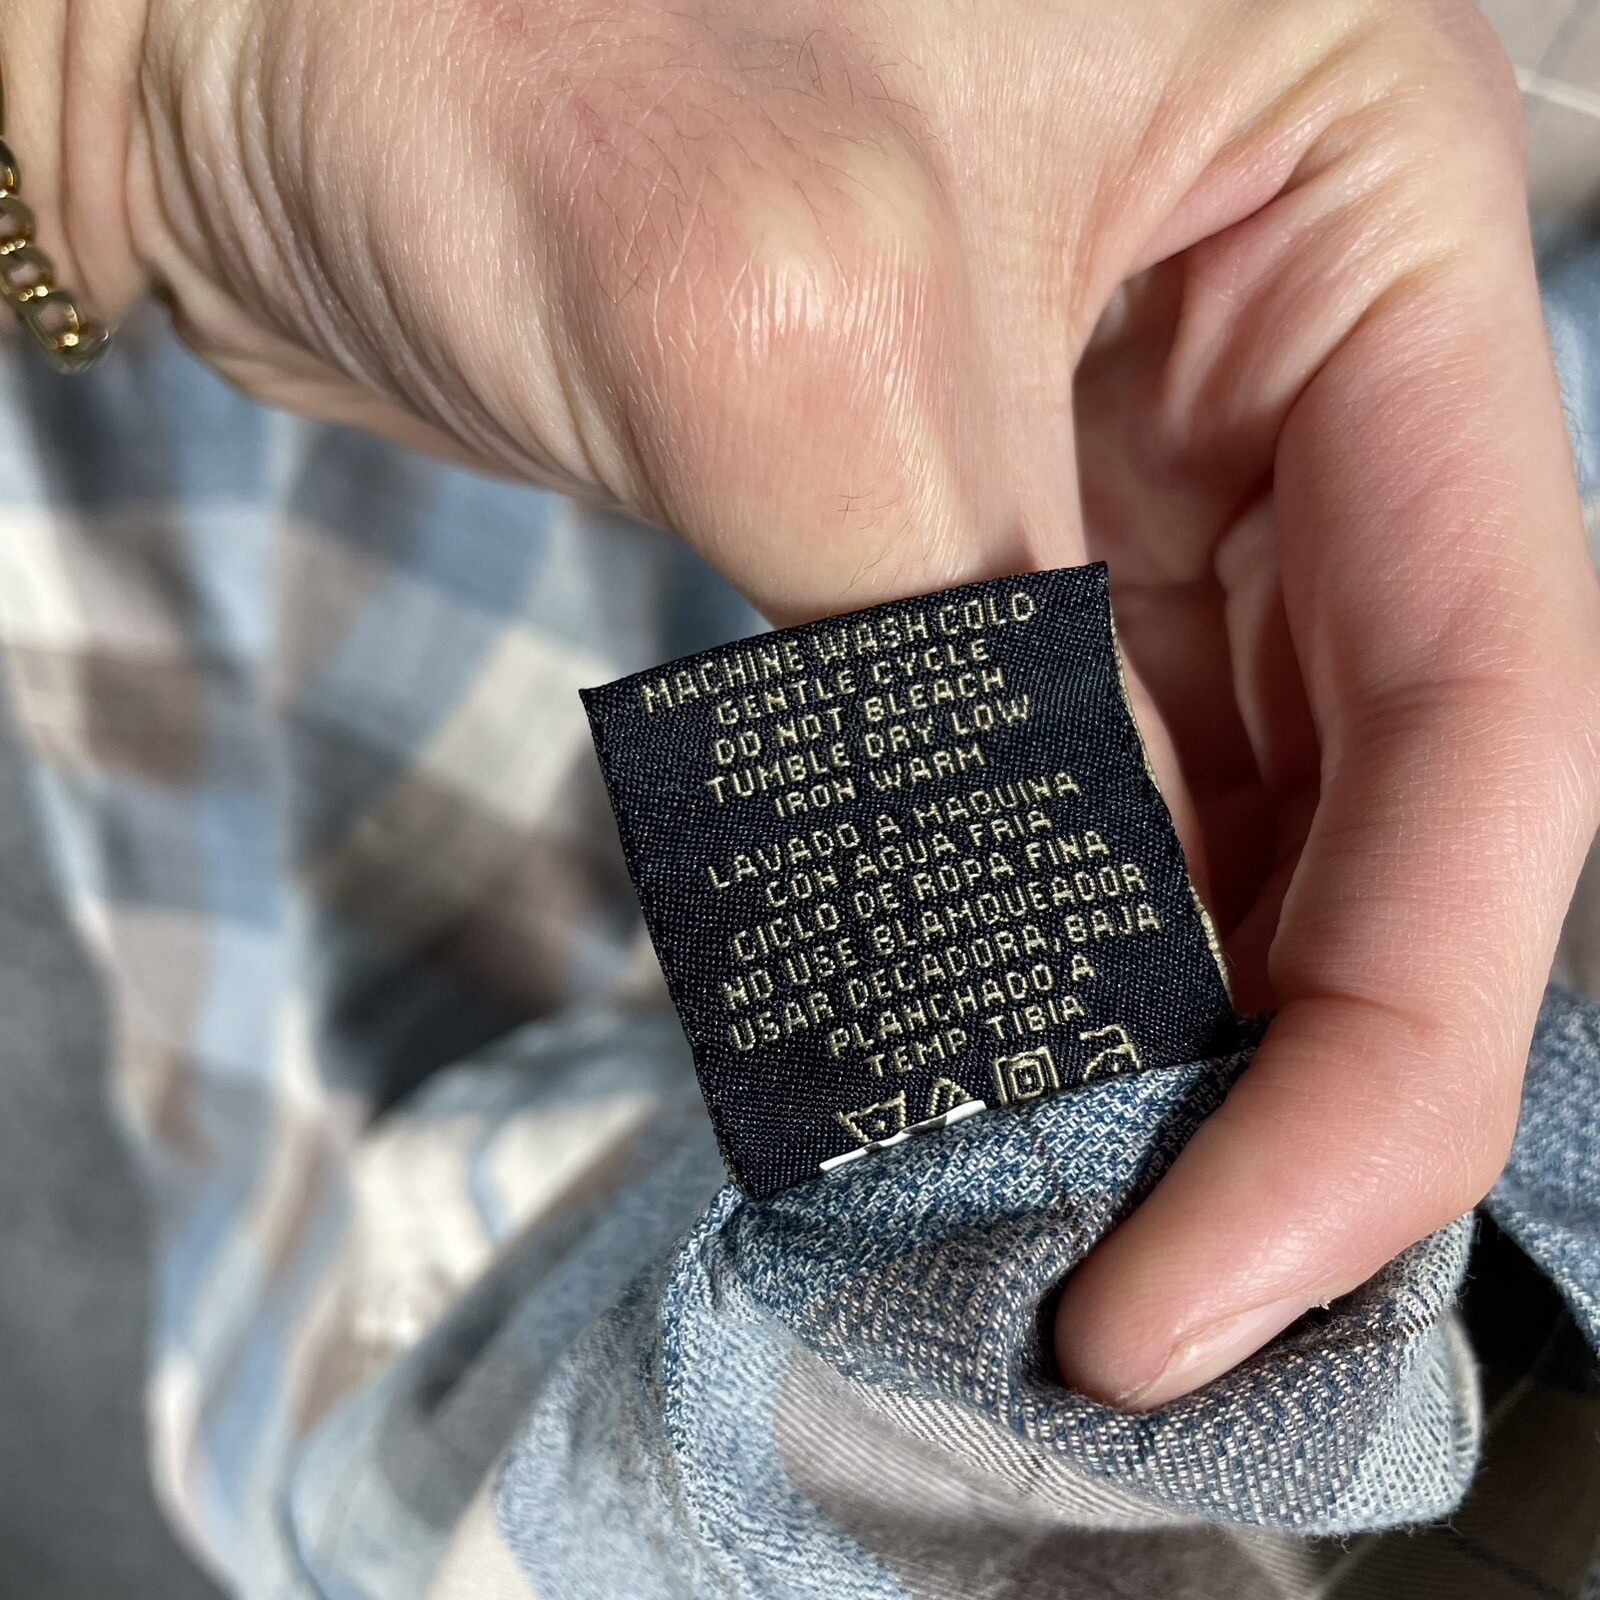 MACHINE WASH COLD
GENTLE CYCLE
DO NOT BLEACH
TUMBLE DRY LOW
IRON WARM
LAVADO A MAQUINA
CON AGUA FRIA
CICLO DE ROPA FINA
NO USE BLAMQUEADOR
USAR DECADORA, BAJA
PLANCHADO A
TEMP TIBIA